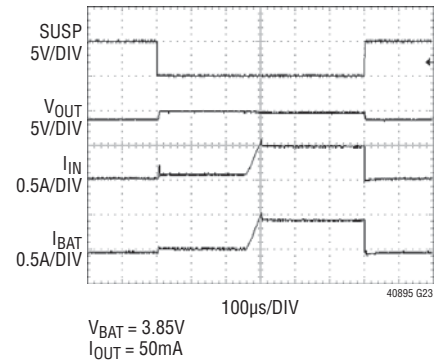 SUSP
5V/DIV
VOUT
5V/DIV
IIN
0.5A/DIV
IBAT
0.5A/DIV
40895 G23
100µs/DIV
VBAT = 3.85V
IOUT = 50mA